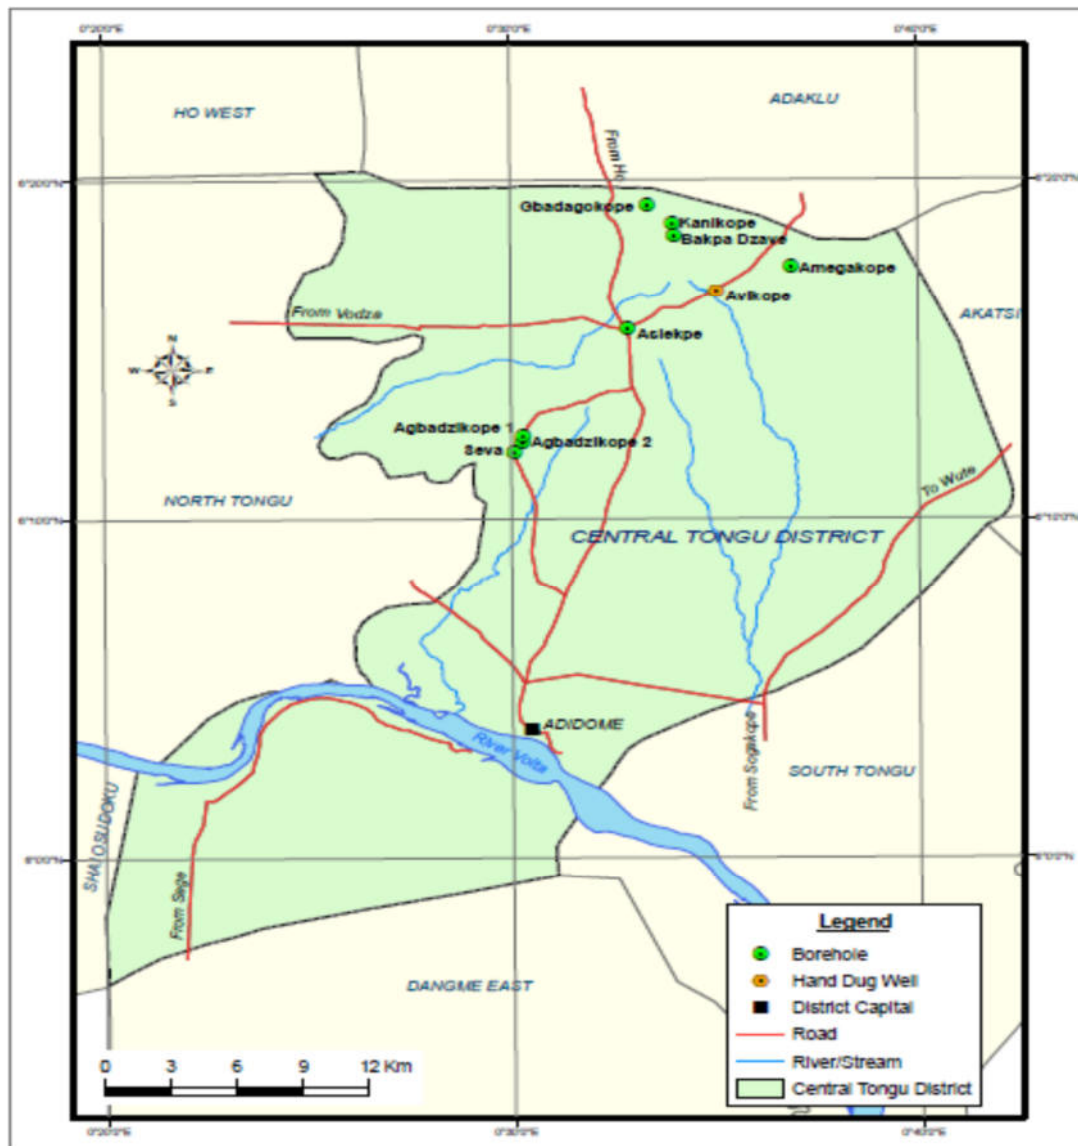 0°20'0"E 0°30'0"E 0°40'0"E
HO WEST
ADAKLU
From Ho
6°20'0"N 6°20'0"N
Gbadagokope
Kanikope
Bakpa Dzave
Amegakope
Avikope
From Vodza
AKATSI
Asiekpe
N
W E
S
Agbadzikope 1
Agbadzikope 2
Seva
To Wute
NORTH TONGU
6°10'0"N 6°10'0"N
CENTRAL TONGU DISTRICT
ADIDOME
River Volta
From Sogakope
SOUTH TONGU
SHAI OSUDOKU
6°0'0"N 6°0'0"N
From Sege
DANGME EAST
Legend
Borehole
Hand Dug Well
District Capital
Road
River/Stream
Central Tongu District
0 3 6 9 12 Km
0°20'0"E 0°30'0"E 0°40'0"E